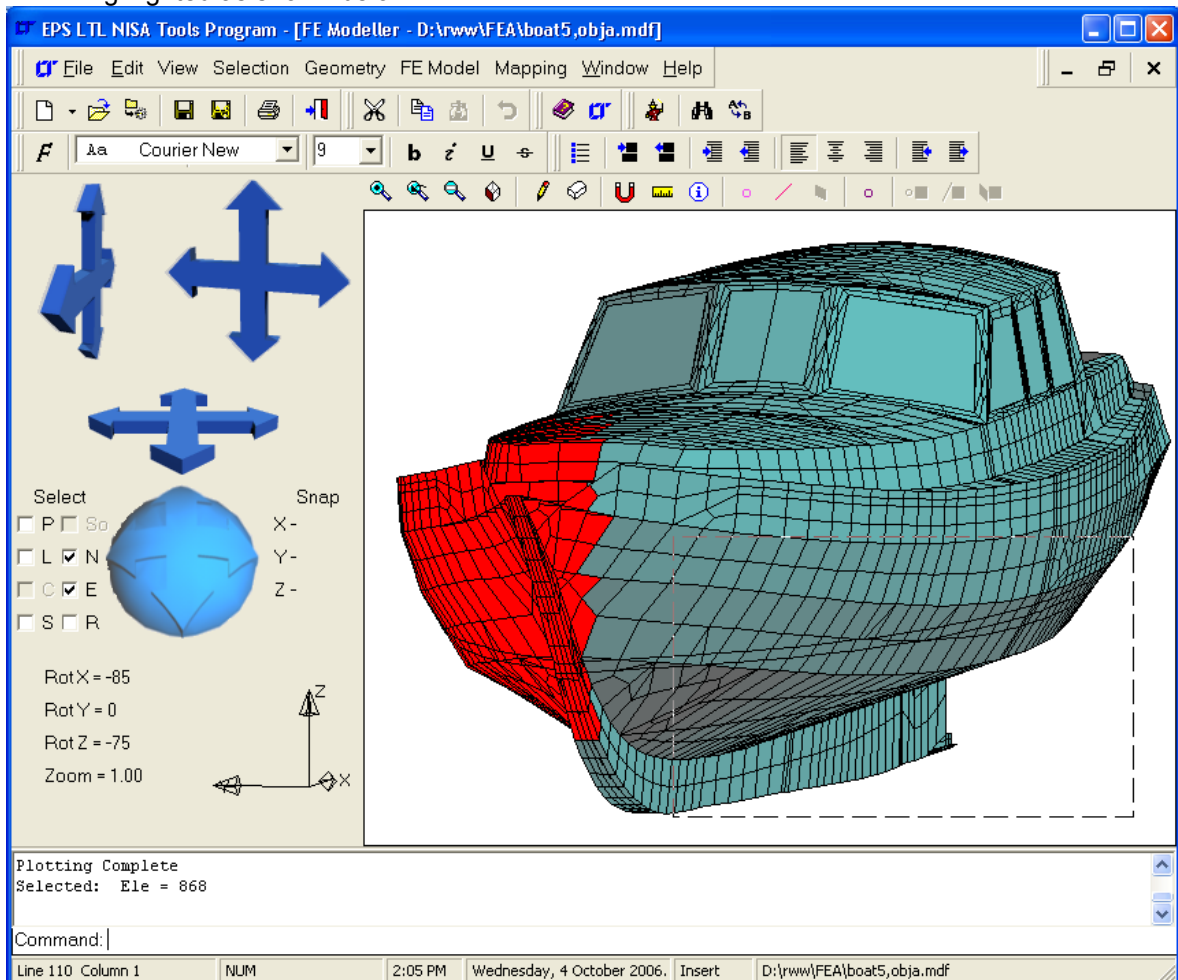 EPS LTL NISA Tools Program - [FE Modeller - D:\rww\FEA\boat5,obja.mdf]
File Edit View Selection Geometry FE Model Mapping Window Help
F Aa Courier New 9 b i U S
Select Snap
P So X -
L N Y -
C E Z -
S R
Rot X = -85
Rot Y = 0
Rot Z = -75
Zoom = 1.00
Z
X
Plotting Complete
Selected: Ele = 868
Command:
Line 110 Column 1 NUM 2:05 PM Wednesday, 4 October 2006. Insert D:\rww\FEA\boat5,obja.mdf